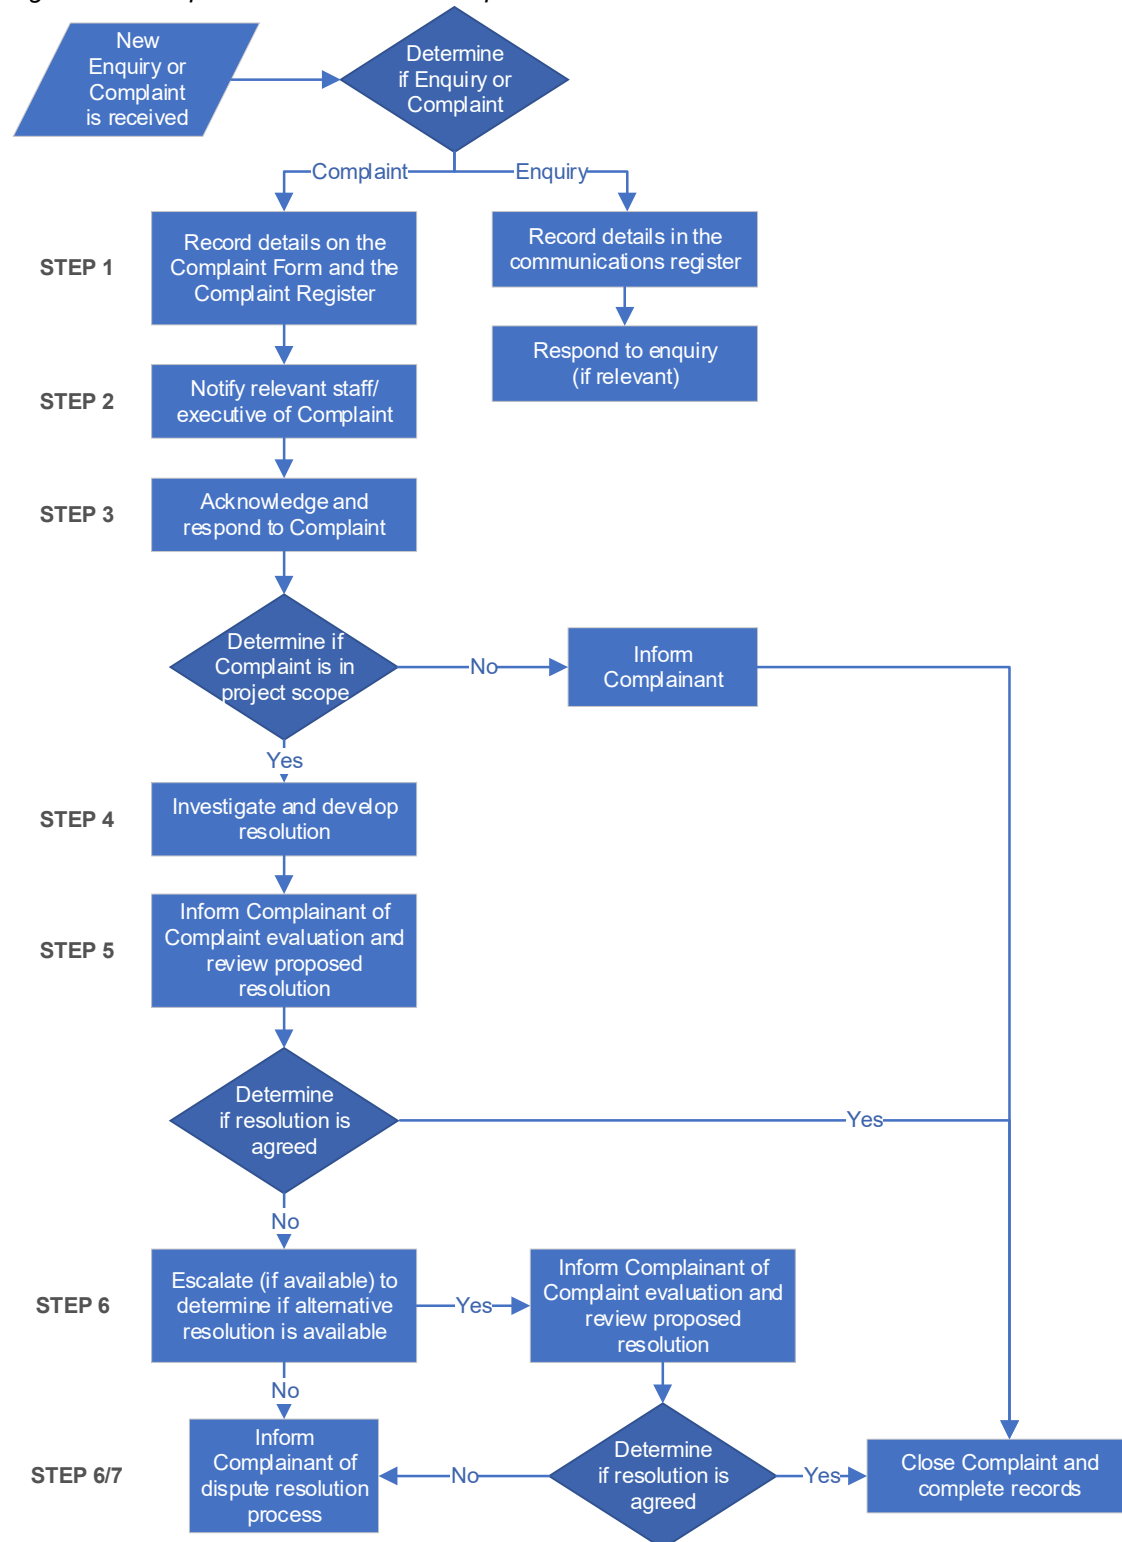 New
Enquiry or
Complaint
is received
Determine
if Enquiry or
Complaint
Complaint
Enquiry
STEP 1
Record details on the
Complaint Form and the
Complaint Register
Record details in the
communications register
Respond to enquiry
(if relevant)
STEP 2
Notify relevant staff/
executive of Complaint
STEP 3
Acknowledge and
respond to Complaint
Determine if
Complaint is in
project scope
No
Inform
Complainant
Yes
STEP 4
Investigate and develop
resolution
STEP 5
Inform Complainant of
Complaint evaluation and
review proposed
resolution
Determine
if resolution is
agreed
Yes
No
STEP 6
Escalate (if available) to
determine if alternative
resolution is available
Yes
Inform Complainant of
Complaint evaluation and
review proposed
resolution
No
STEP 6/7
Inform
Complainant of
dispute resolution
process
No
Determine
if resolution is
agreed
Yes
Close Complaint and
complete records